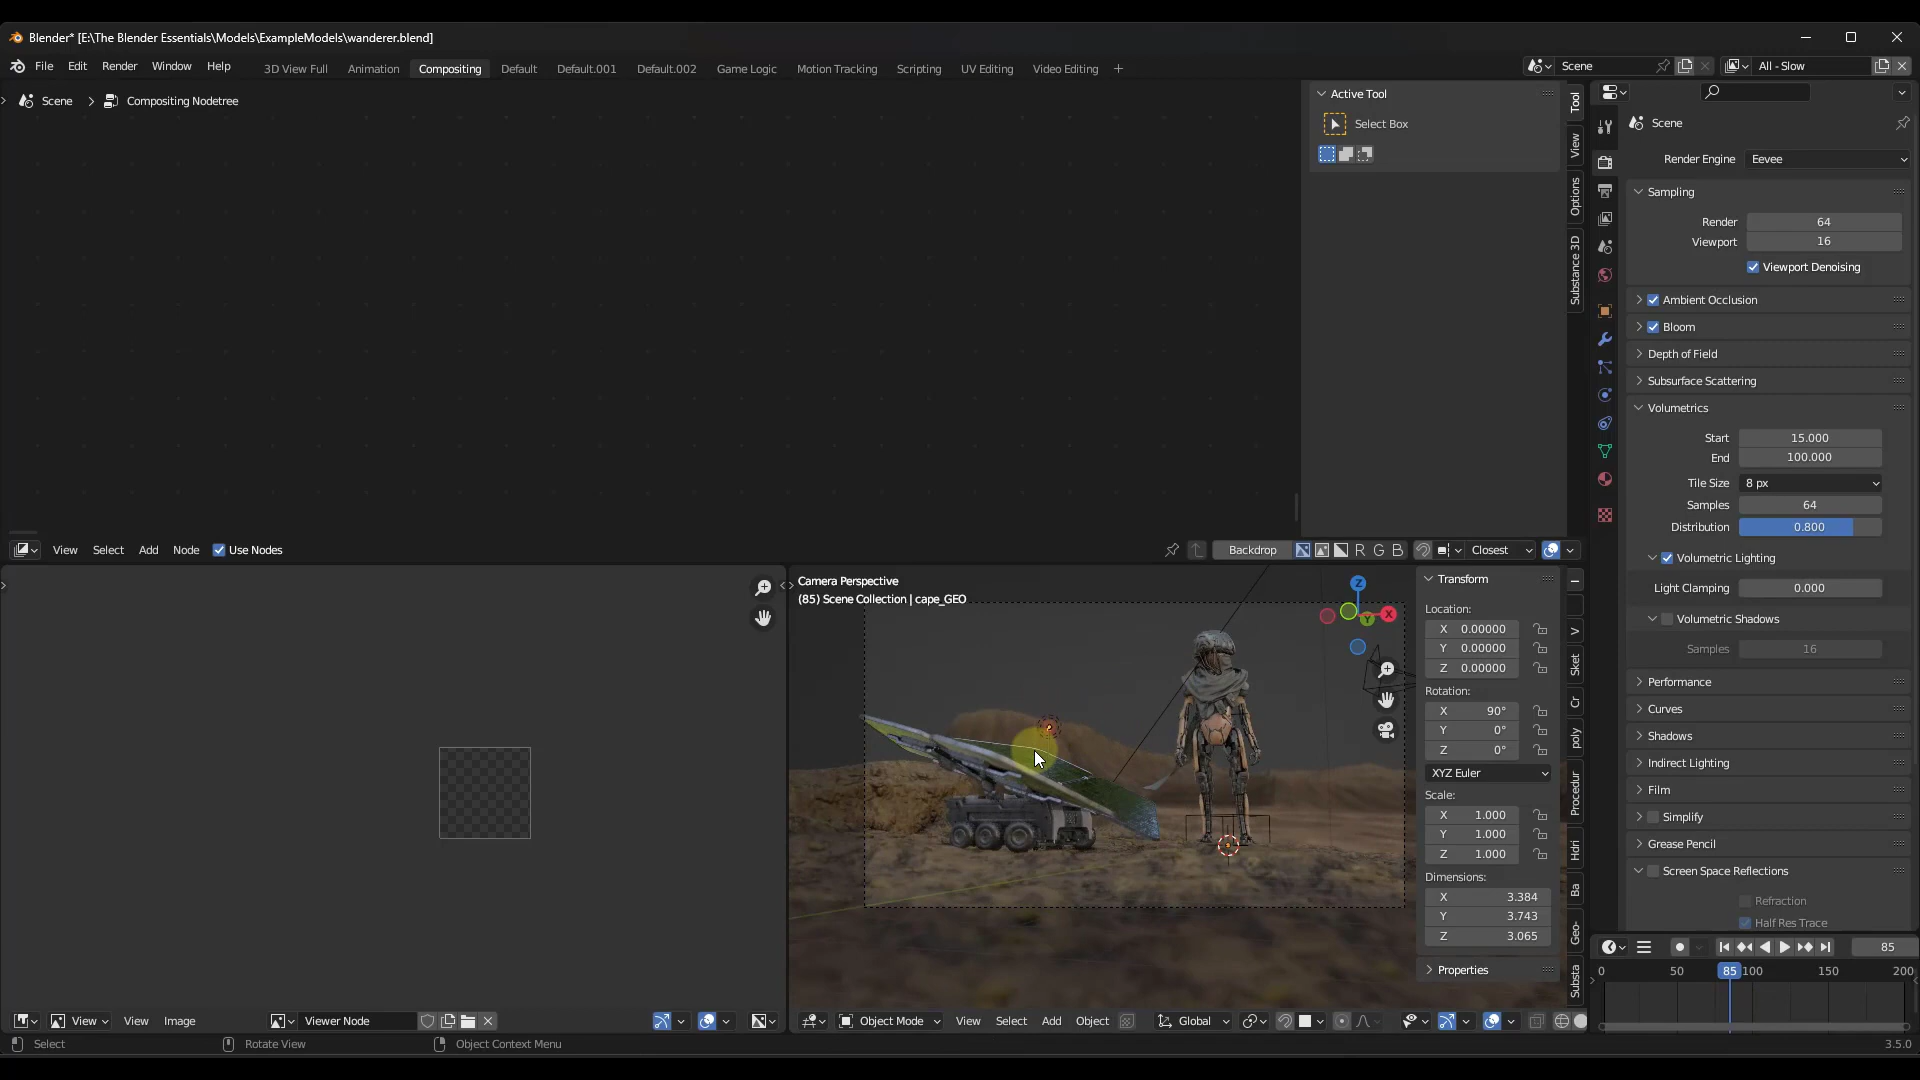 Blender* [E:\The Blender Essentials\Models\ExampleModels\wanderer.blend]
File Edit Render Window Help
3D View Full Animation Compositing Default Default.001 Default.002 Game Logic Motion Tracking Scripting UV Editing Video Editing +
Scene
All - Slow
Scene > Compositing Nodetree
Active Tool
Select Box
Tool
View
Options
Substance 3D
Scene
Render Engine Eevee
Sampling
Render 64
Viewport 16
Viewport Denoising
Ambient Occlusion
Bloom
Depth of Field
Subsurface Scattering
Volumetrics
Start 15.000
End 100.000
Tile Size 8 px
Samples 64
Distribution 0.800
Volumetric Lighting
Light Clamping 0.000
Volumetric Shadows
Samples 16
Performance
Curves
Shadows
Indirect Lighting
Film
Simplify
Grease Pencil
Screen Space Reflections
Refraction
Half Res Trace
View Select Add Node Use Nodes
Backdrop R G B Closest
Camera Perspective
(85) Scene Collection | cape_GEO
Z
X
Y
Transform
Location:
X 0.00000
Y 0.00000
Z 0.00000
Rotation:
X 90°
Y 0°
Z 0°
XYZ Euler
Scale:
X 1.000
Y 1.000
Z 1.000
Dimensions:
X 3.384
Y 3.743
Z 3.065
Properties
V
Sket
Cr
poly
Procedur
Hdri
Ba
Geo-
Substa
85
0 50 85 100 150 200
View View Image Viewer Node
Object Mode View Select Add Object Global
Select Rotate View Object Context Menu
3.5.0